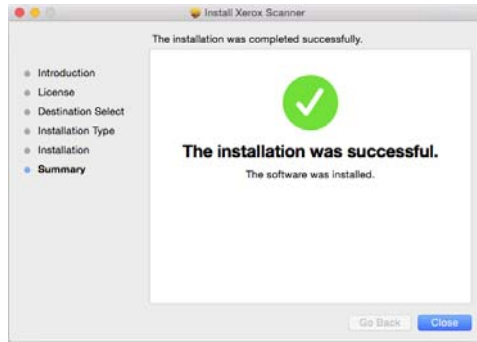 Install Xerox Scanner
The installation was completed successfully.
Introduction
License
Destination Select
Installation Type
Installation
Summary
The installation was successful.
The software was installed.
Go Back
Close